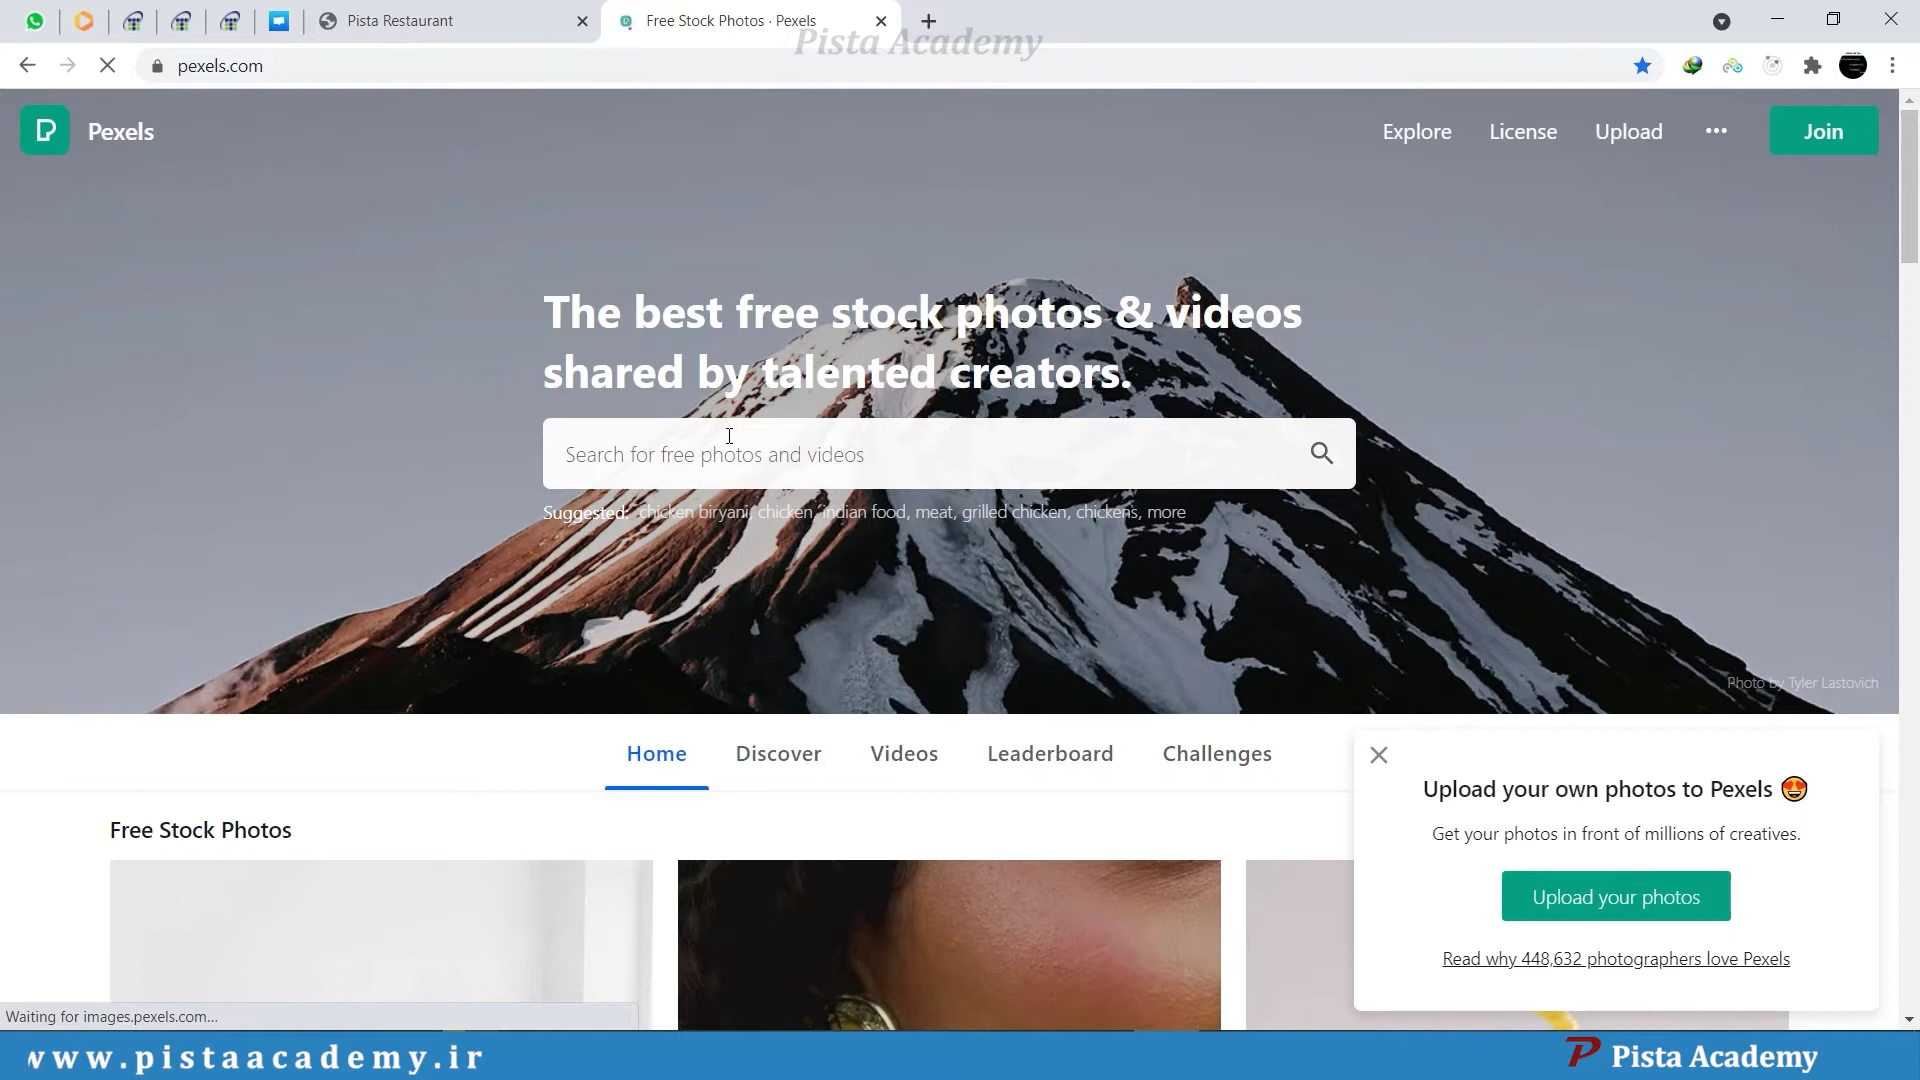 Pista Restaurant
Free Stock Photos · Pexels
Pista Academy
pexels.com
Pexels
Explore
License
Upload
Join
The best free stock photos & videos
shared by talented creators.
Search for free photos and videos
Suggested: chicken biryani, chicken, indian food, meat, grilled chicken, chickens, more
Photo by Tyler Lastovich
Home
Discover
Videos
Leaderboard
Challenges
Free Stock Photos
Upload your own photos to Pexels 😍
Get your photos in front of millions of creatives.
Upload your photos
Read why 448,632 photographers love Pexels
Waiting for images.pexels.com...
www.pistaacademy.ir
Pista Academy